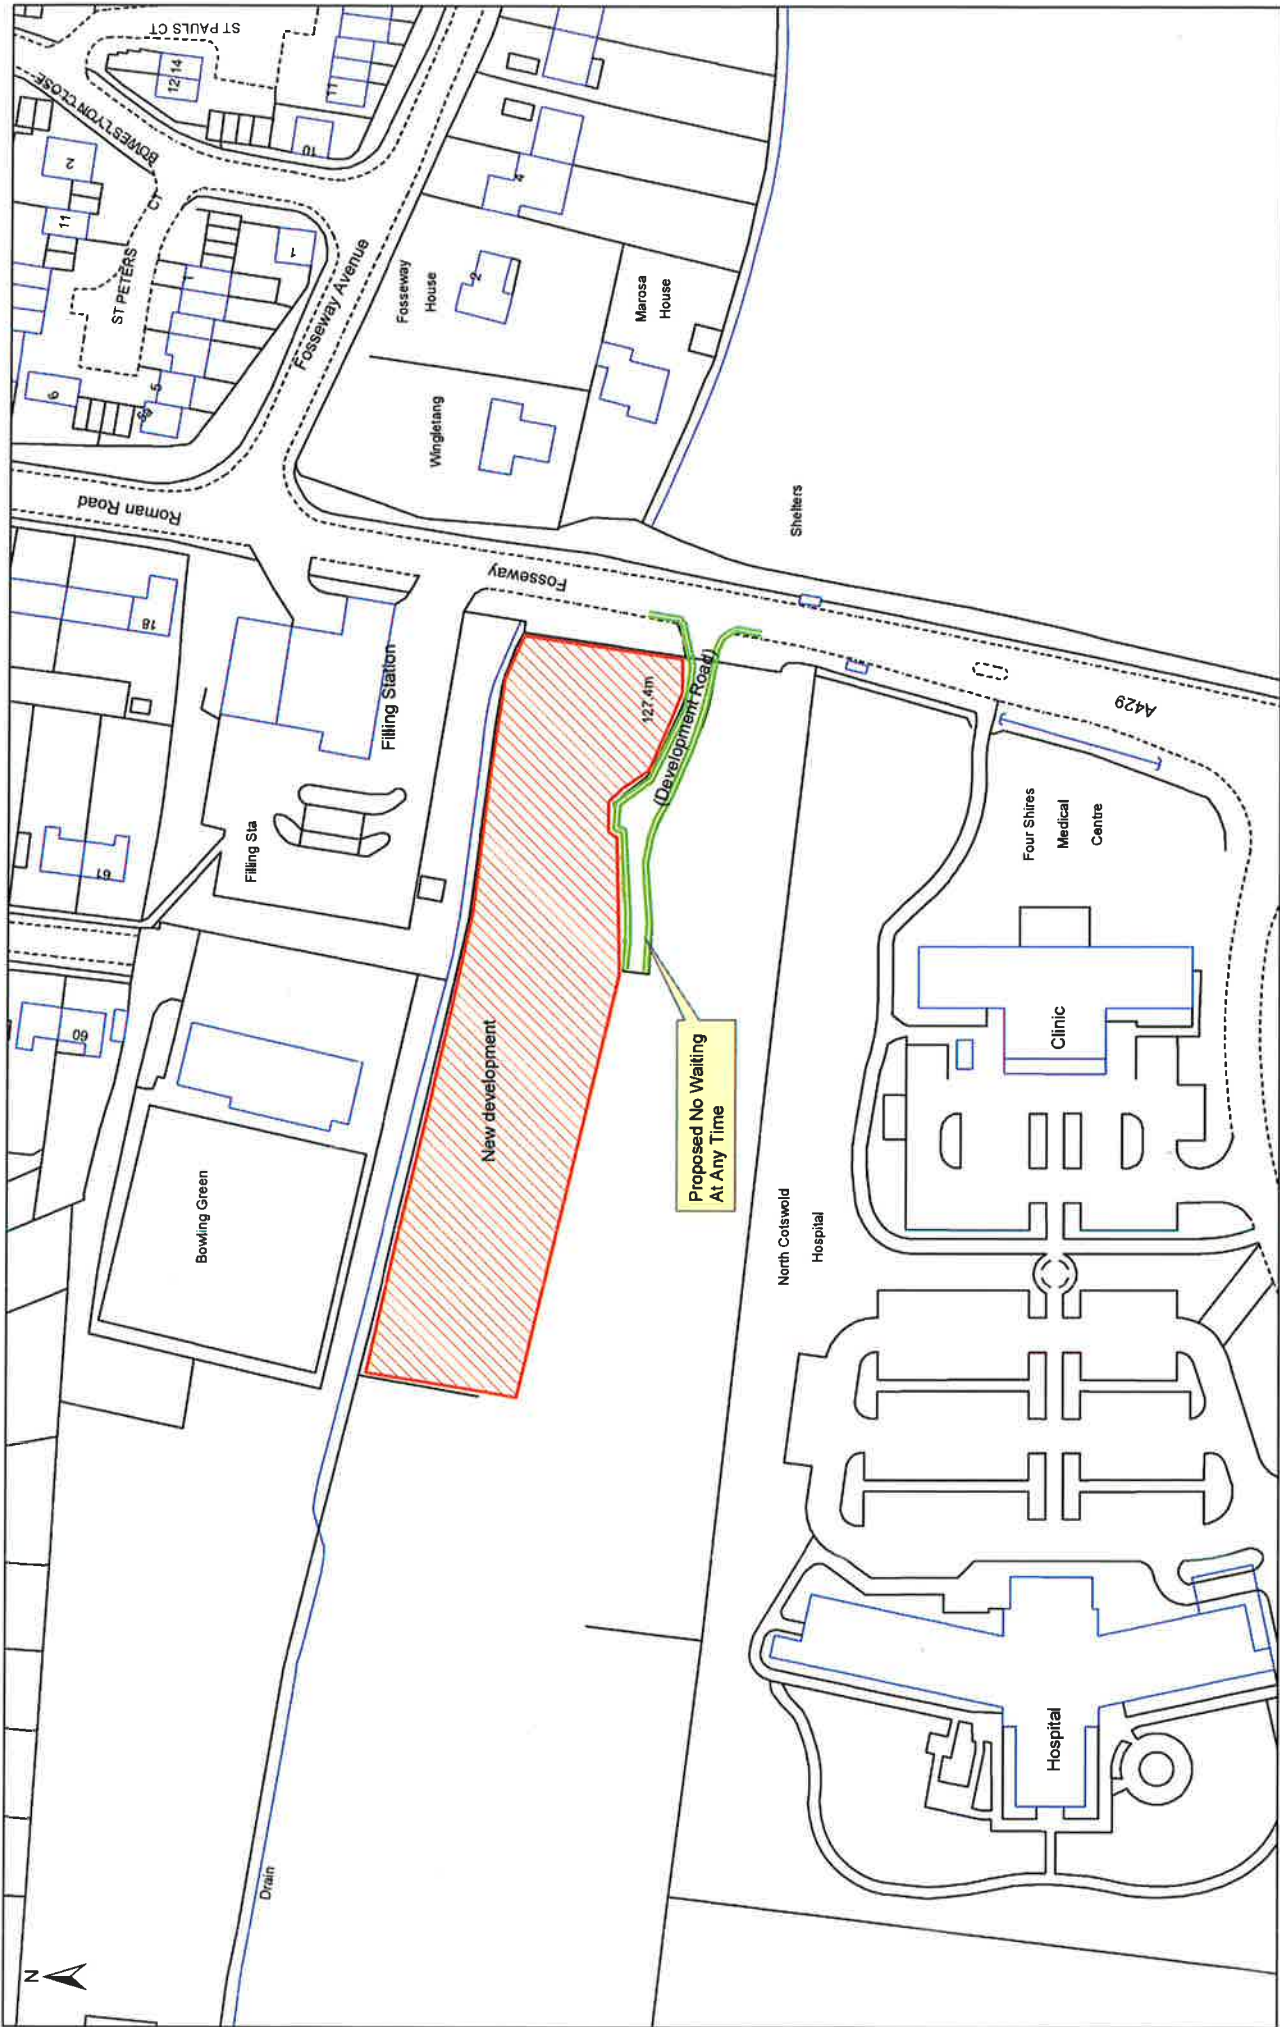 N
ST PAULS CT
12 14
11
10
BOWES LYON CLOSE
2
11
ST PETERS
CT
1
1
5
5a
6
Roman Road
Fosseway Avenue
Fosseway
House
2
4
Marosa
House
Wingletang
18
Filling Station
Filling Sta
61
60
Fosseway
Shelters
127.4m
(Development Road)
A429
Bowling Green
New development
Proposed No Waiting
At Any Time
Four Shires
Medical
Centre
Clinic
North Cotswold
Hospital
Hospital
Drain